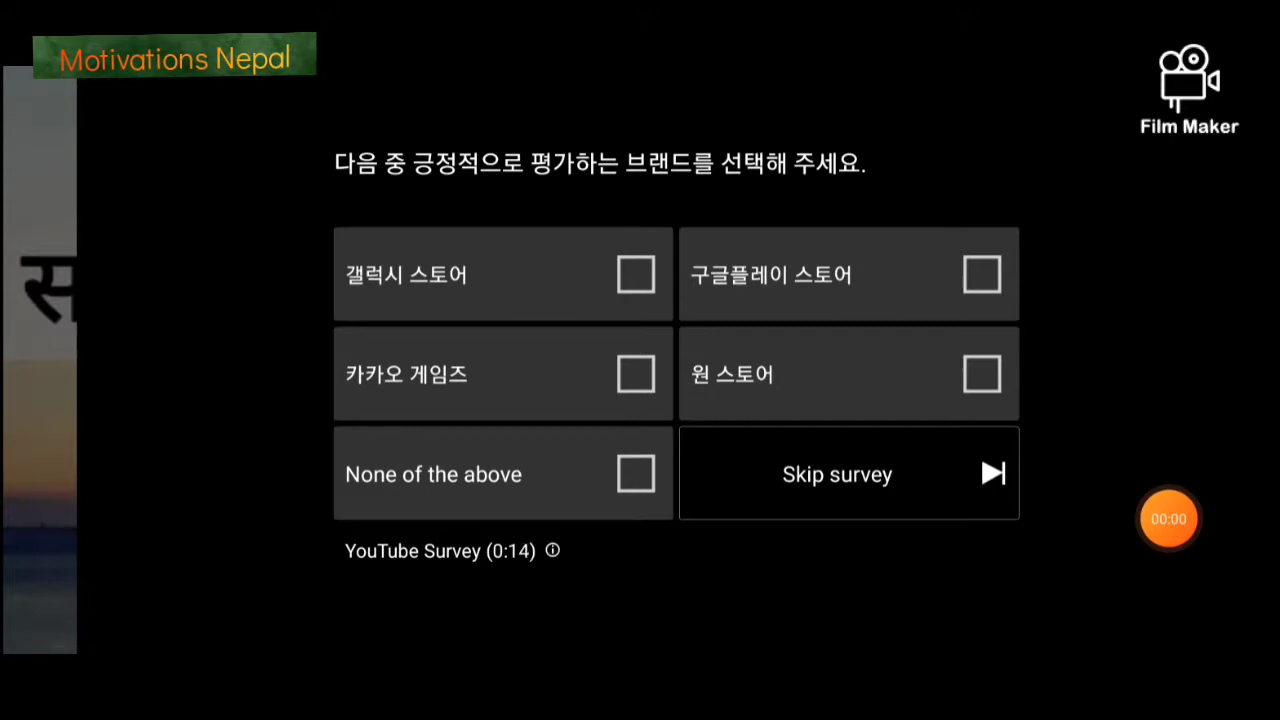 Motivations Nepal
Film Maker
다음 중 긍정적으로 평가하는 브랜드를 선택해 주세요.
갤럭시 스토어
구글플레이 스토어
카카오 게임즈
원 스토어
None of the above
Skip survey
00:00
YouTube Survey (0:14)